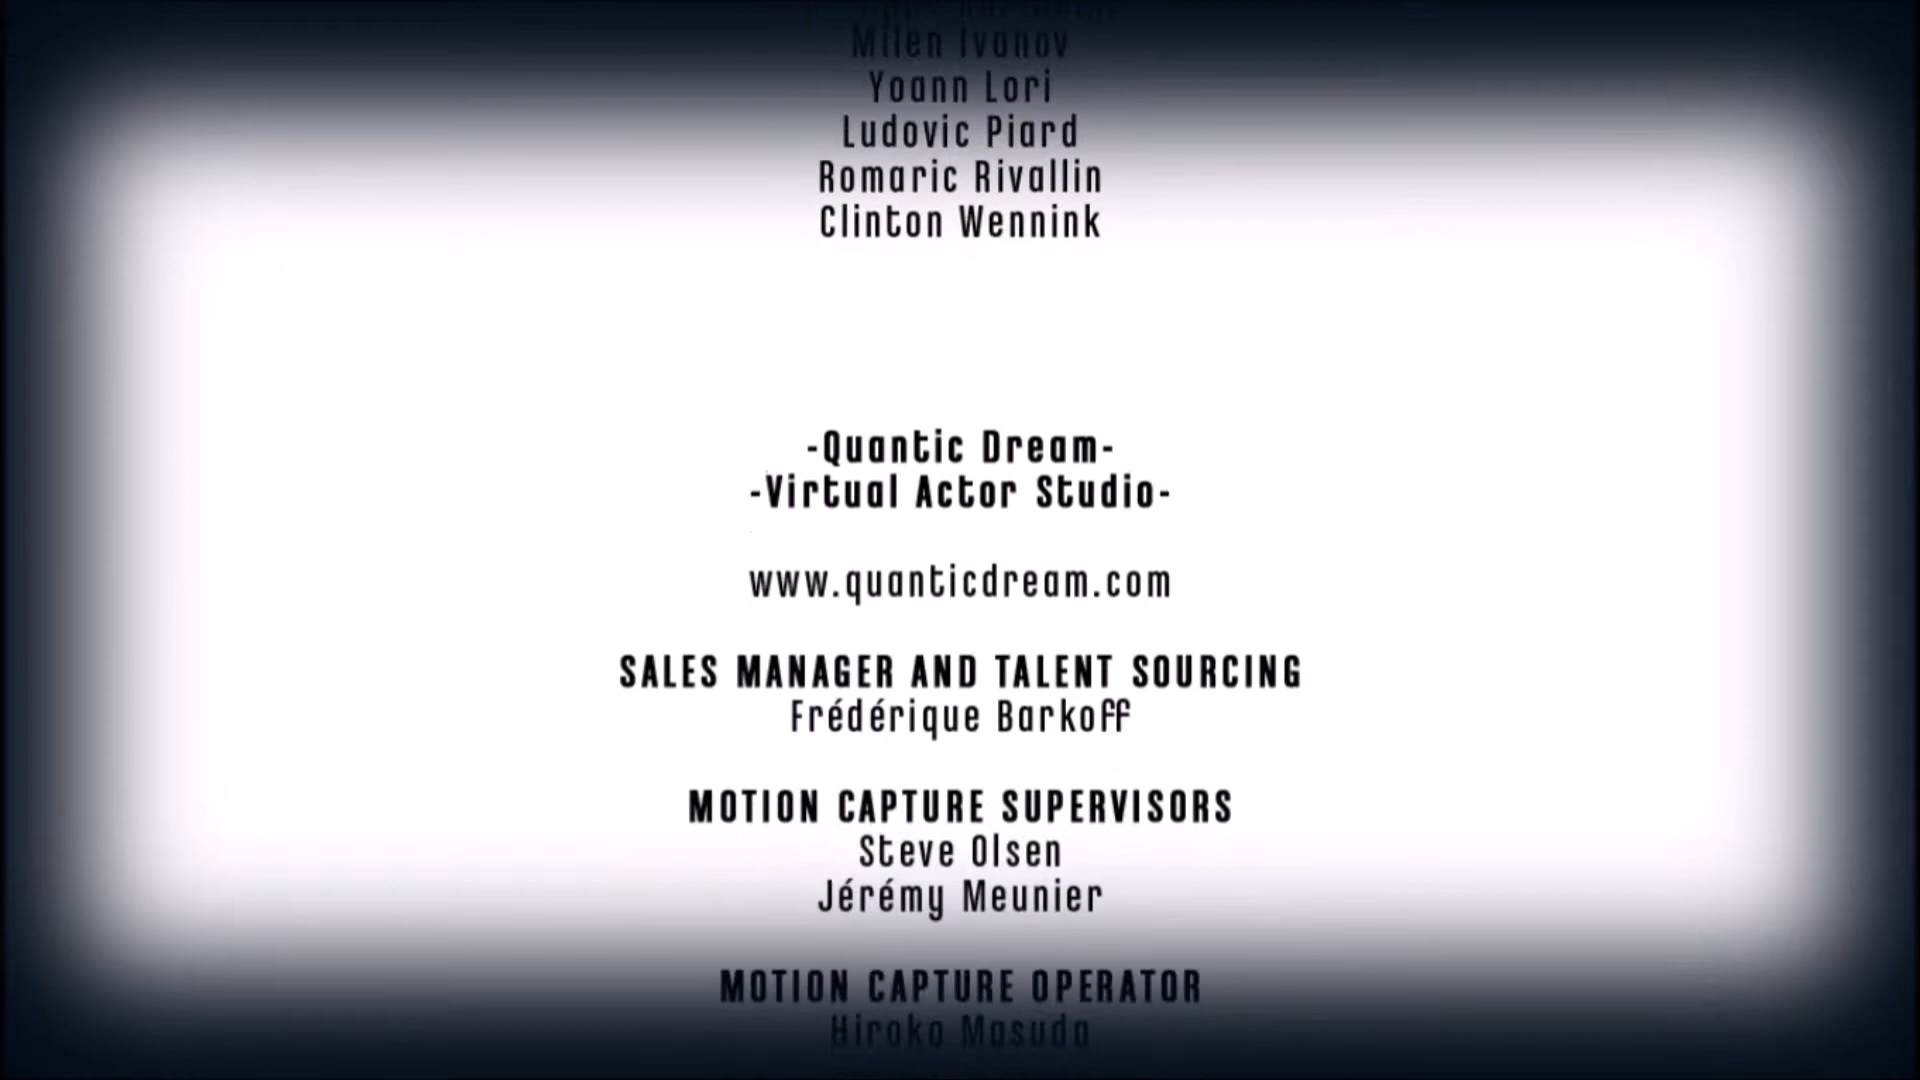 Milen Ivanov
Yoann Lori
Ludovic Piard
Romaric Rivallin
Clinton Wennink
-Quantic Dream-
-Virtual Actor Studio-
www.quanticdream.com
SALES MANAGER AND TALENT SOURCING
Frédérique Barkoff
MOTION CAPTURE SUPERVISORS
Steve Olsen
Jérémy Meunier
MOTION CAPTURE OPERATOR
Hiroko Masuda